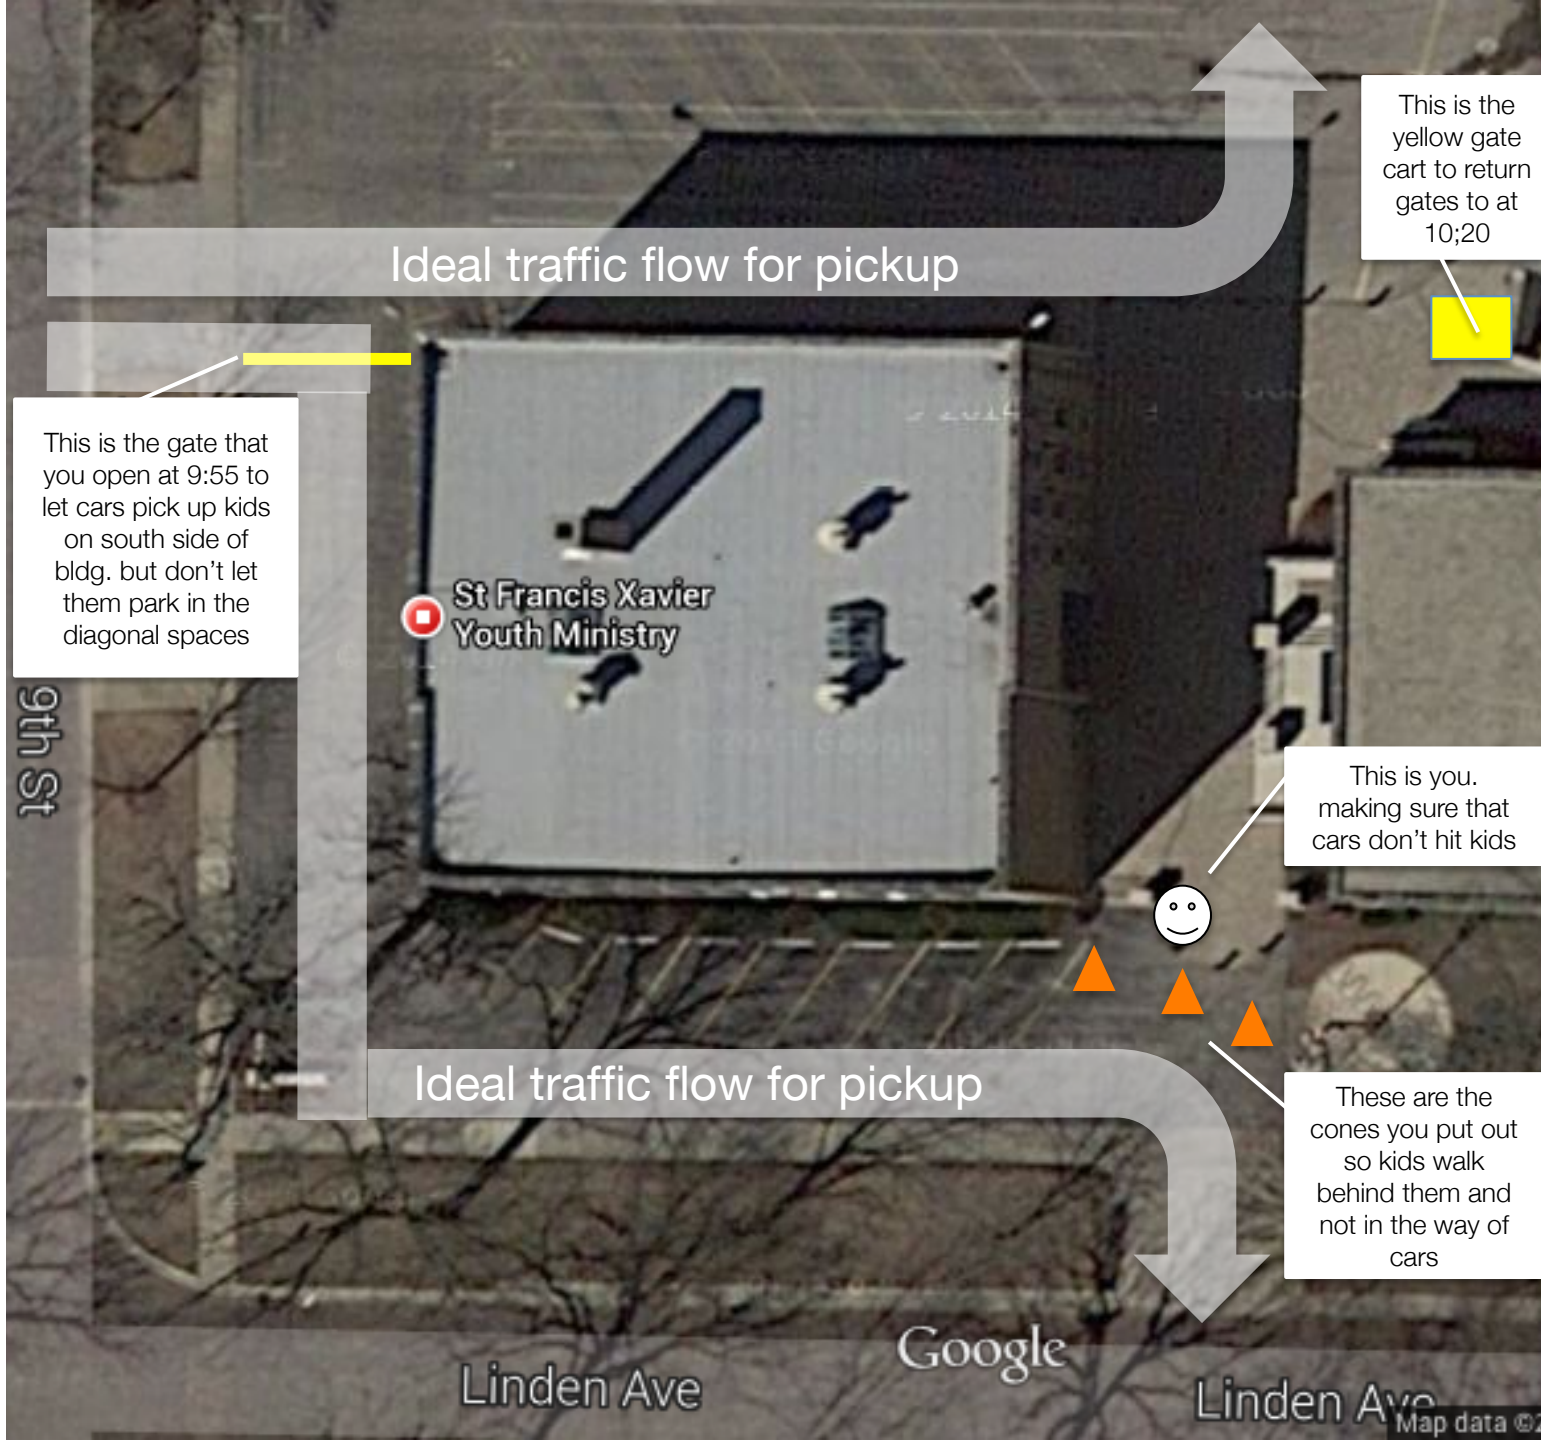 This is the
yellow gate
cart to return
gates to at
10;20
Ideal traffic flow for pickup
This is the gate that
you open at 9:55 to
let cars pick up kids
on south side of
bldg. but don't let
them park in the
diagonal spaces
St Francis Xavier
Youth Ministry
9th St
This is you.
making sure that
cars don't hit kids
Ideal traffic flow for pickup
These are the
cones you put out
so kids walk
behind them and
not in the way of
cars
Google
Linden Ave
Linden Ave
Map data ©2